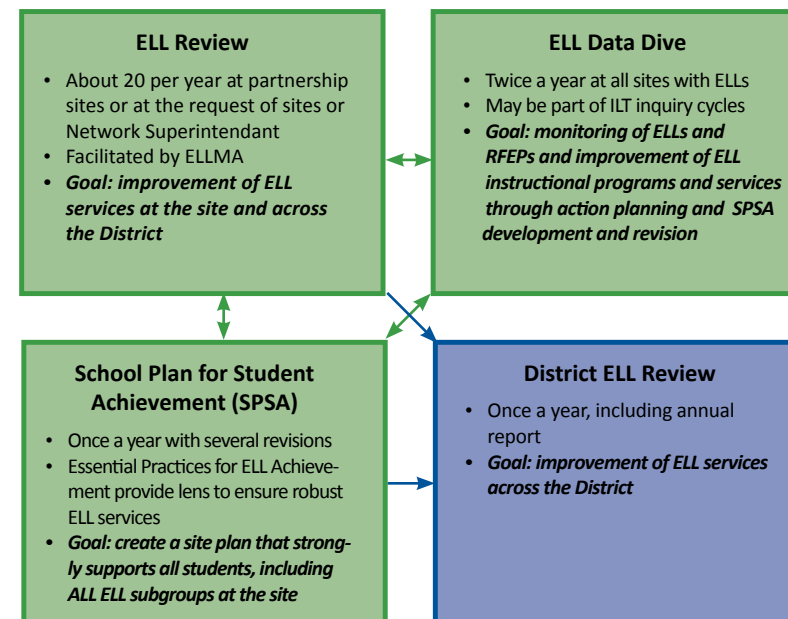 ELL Review
• About 20 per year at partnership
sites or at the request of sites or
Network Superintendant
• Facilitated by ELLMA
• Goal: improvement of ELL
services at the site and across
the District
ELL Data Dive
• Twice a year at all sites with ELLs
• May be part of ILT inquiry cycles
• Goal: monitoring of ELLs and
RFEPs and improvement of ELL
instructional programs and services
through action planning and SPSA
development and revision
School Plan for Student
Achievement (SPSA)
• Once a year with several revisions
• Essential Practices for ELL Achieve-
ment provide lens to ensure robust
ELL services
• Goal: create a site plan that strong-
ly supports all students, including
ALL ELL subgroups at the site
District ELL Review
• Once a year, including annual
report
• Goal: improvement of ELL services
across the District